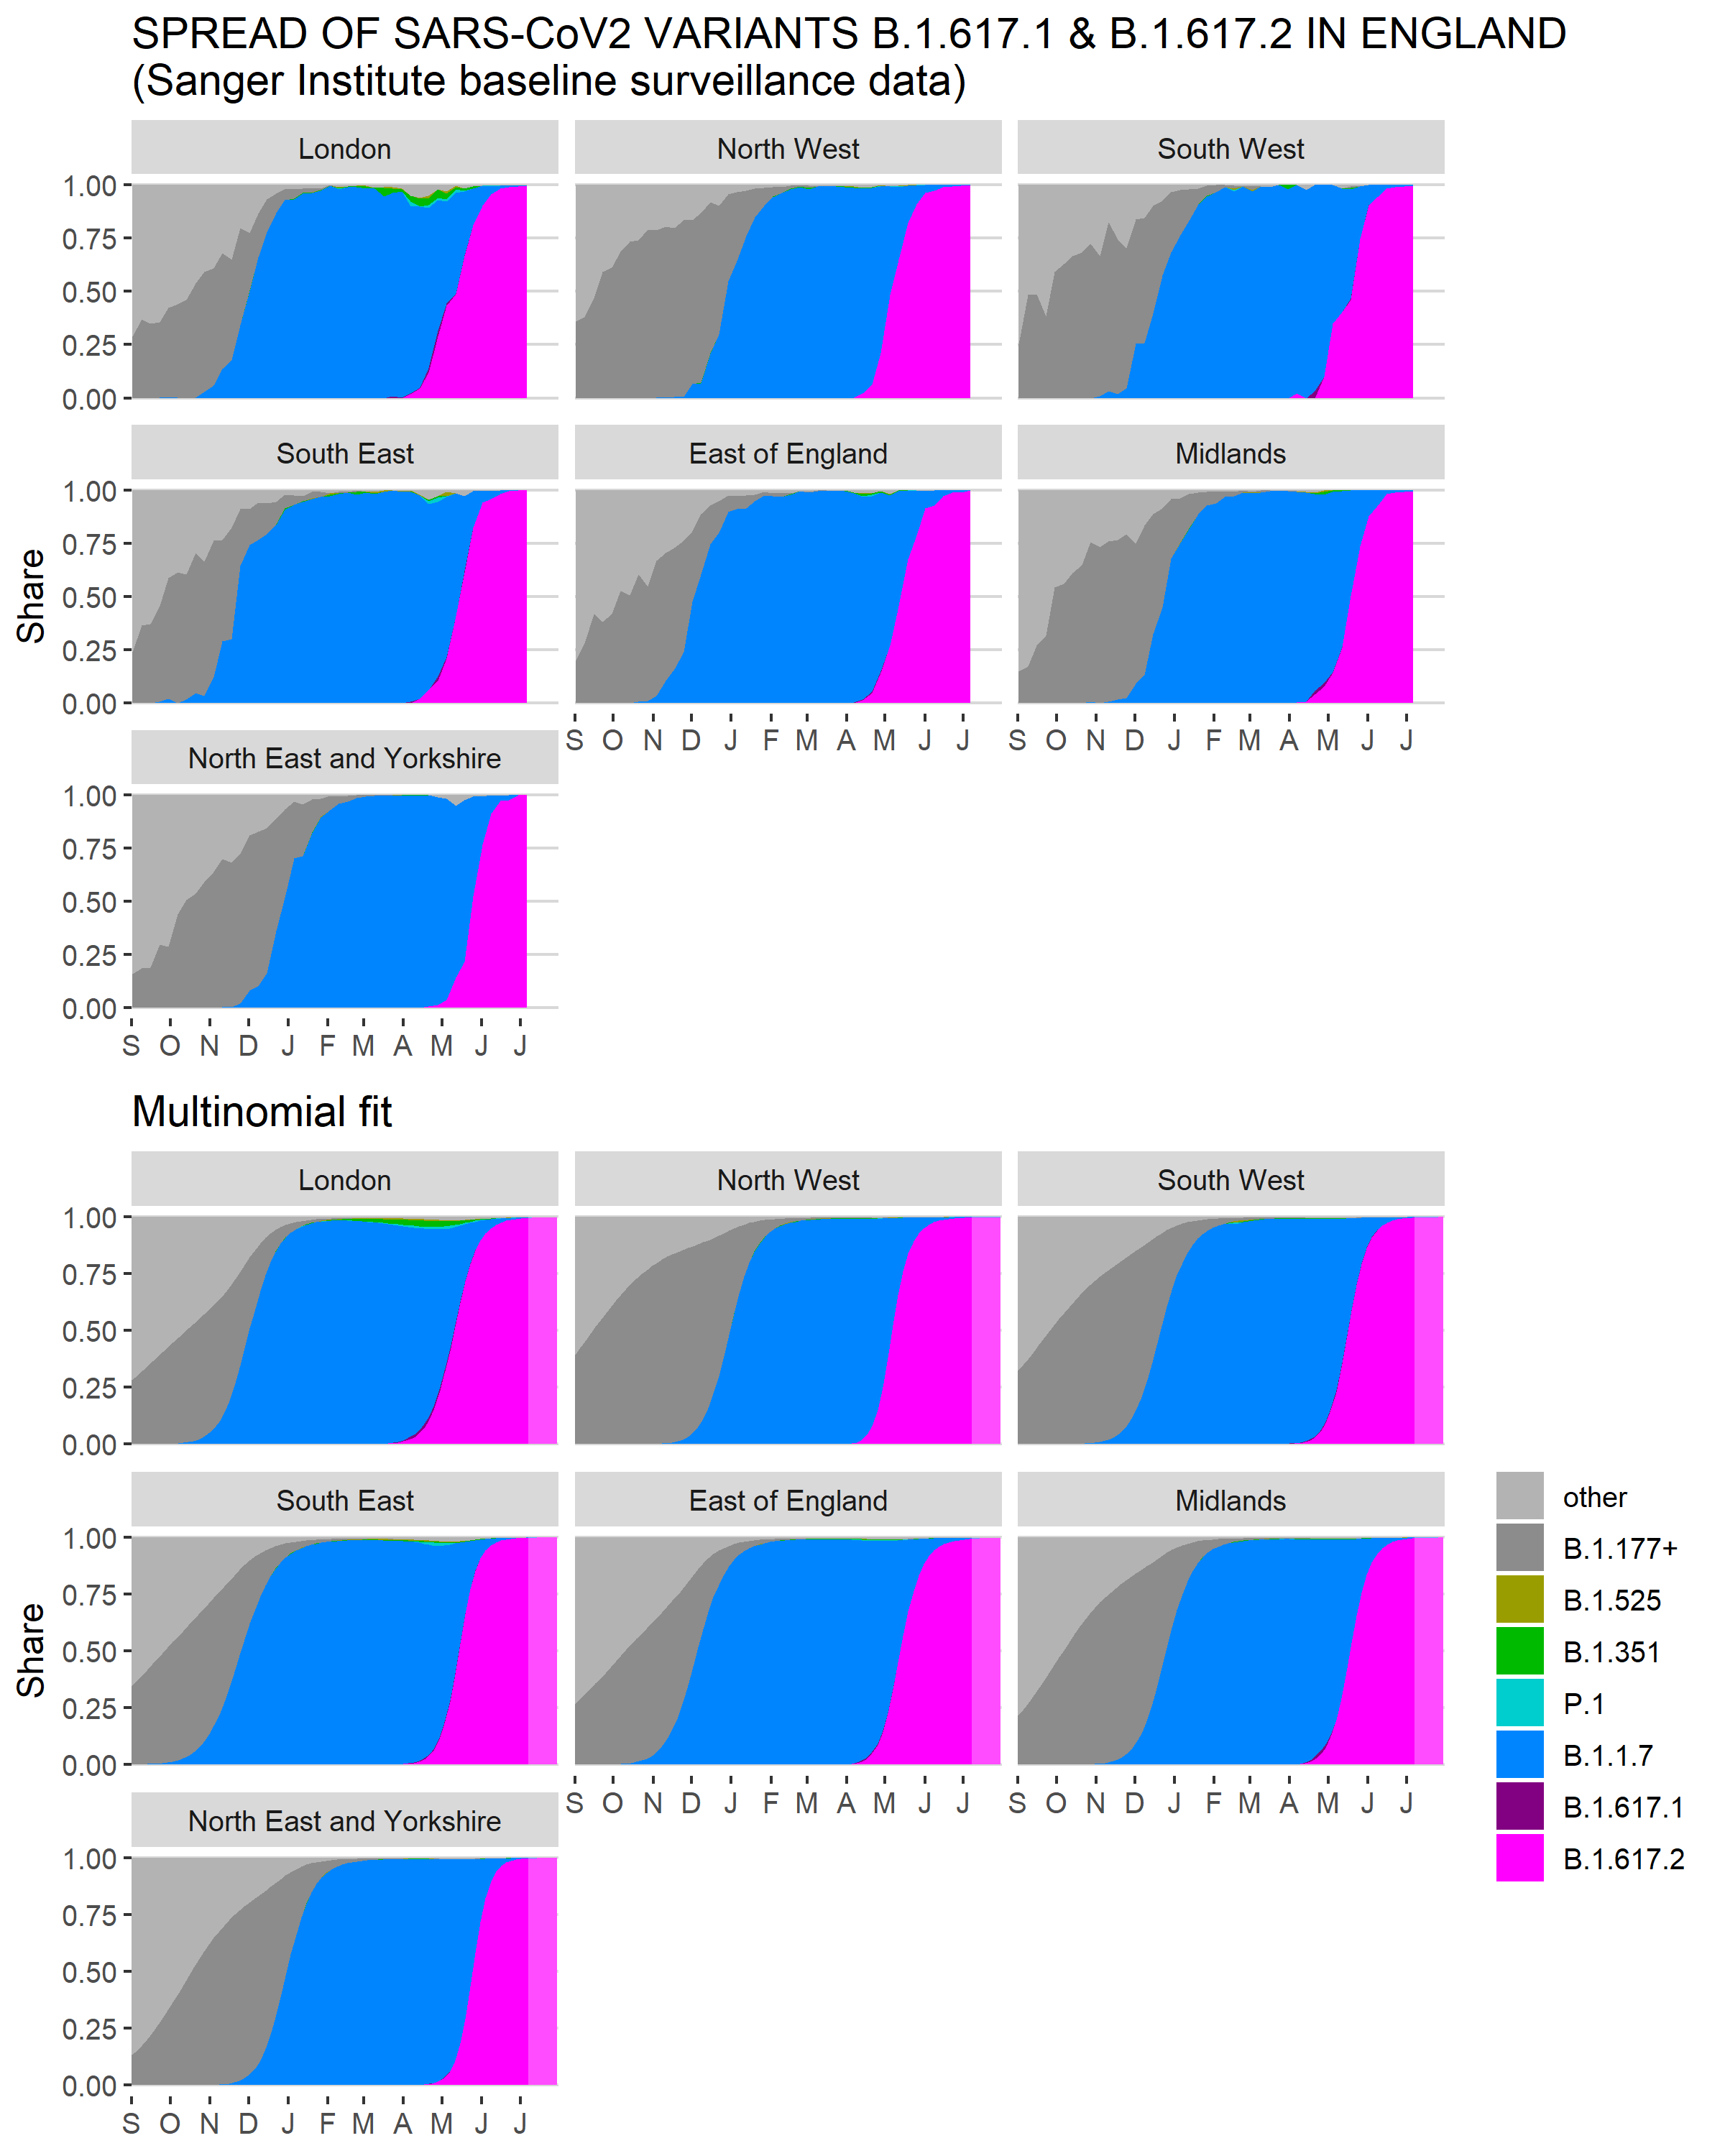 SPREAD OF SARS-CoV2 VARIANTS B.1.617.1 & B.1.617.2 IN ENGLAND
(Sanger Institute baseline surveillance data)
London North West South West
1.00
0.75
0.50
0.25
0.00
South East East of England Midlands
1.00
0.75
0.50
0.25
0.00
Share
S O N D J F M A M J J S O N D J F M A M J J
North East and Yorkshire
1.00
0.75
0.50
0.25
0.00
S O N D J F M A M J J
Multinomial fit
London North West South West
1.00
0.75
0.50
0.25
0.00
South East East of England Midlands
1.00
0.75
0.50
0.25
0.00
Share
S O N D J F M A M J J S O N D J F M A M J J
North East and Yorkshire
1.00
0.75
0.50
0.25
0.00
S O N D J F M A M J J
other
B.1.177+
B.1.525
B.1.351
P.1
B.1.1.7
B.1.617.1
B.1.617.2